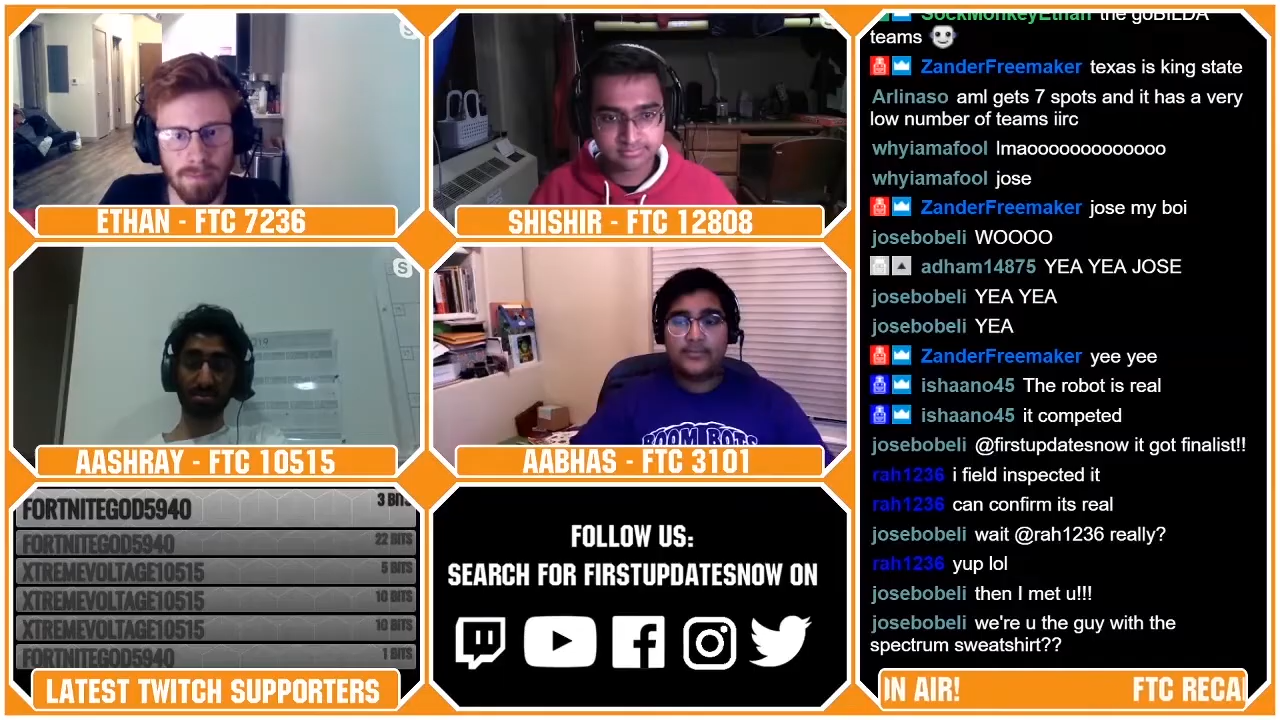 ETHAN - FTC 7236
SHISHIR - FTC 12808
AASHRAY - FTC 10515
BOOM BOTS
AABHAS - FTC 3101
FORTNITEGOD5940 3 BITS
FORTNITEGOD5940 22 BITS
XTREMEVOLTAGE10515 5 BITS
XTREMEVOLTAGE10515 10 BITS
XTREMEVOLTAGE10515 10 BITS
FORTNITEGOD5940 1 BITS
LATEST TWITCH SUPPORTERS
FOLLOW US:
SEARCH FOR FIRSTUPDATESNOW ON
SockMonkeyEthan the goBILDA
teams
ZanderFreemaker texas is king state
Arlinaso aml gets 7 spots and it has a very
low number of teams iirc
whyiamafool lmaooooooooooooo
whyiamafool jose
ZanderFreemaker jose my boi
josebobeli WOOOO
adham14875 YEA YEA JOSE
josebobeli YEA YEA
josebobeli YEA
ZanderFreemaker yee yee
ishaano45 The robot is real
ishaano45 it competed
josebobeli @firstupdatesnow it got finalist!!
rah1236 i field inspected it
rah1236 can confirm its real
josebobeli wait @rah1236 really?
rah1236 yup lol
josebobeli then I met u!!!
josebobeli we're u the guy with the
spectrum sweatshirt??
ON AIR! FTC RECA